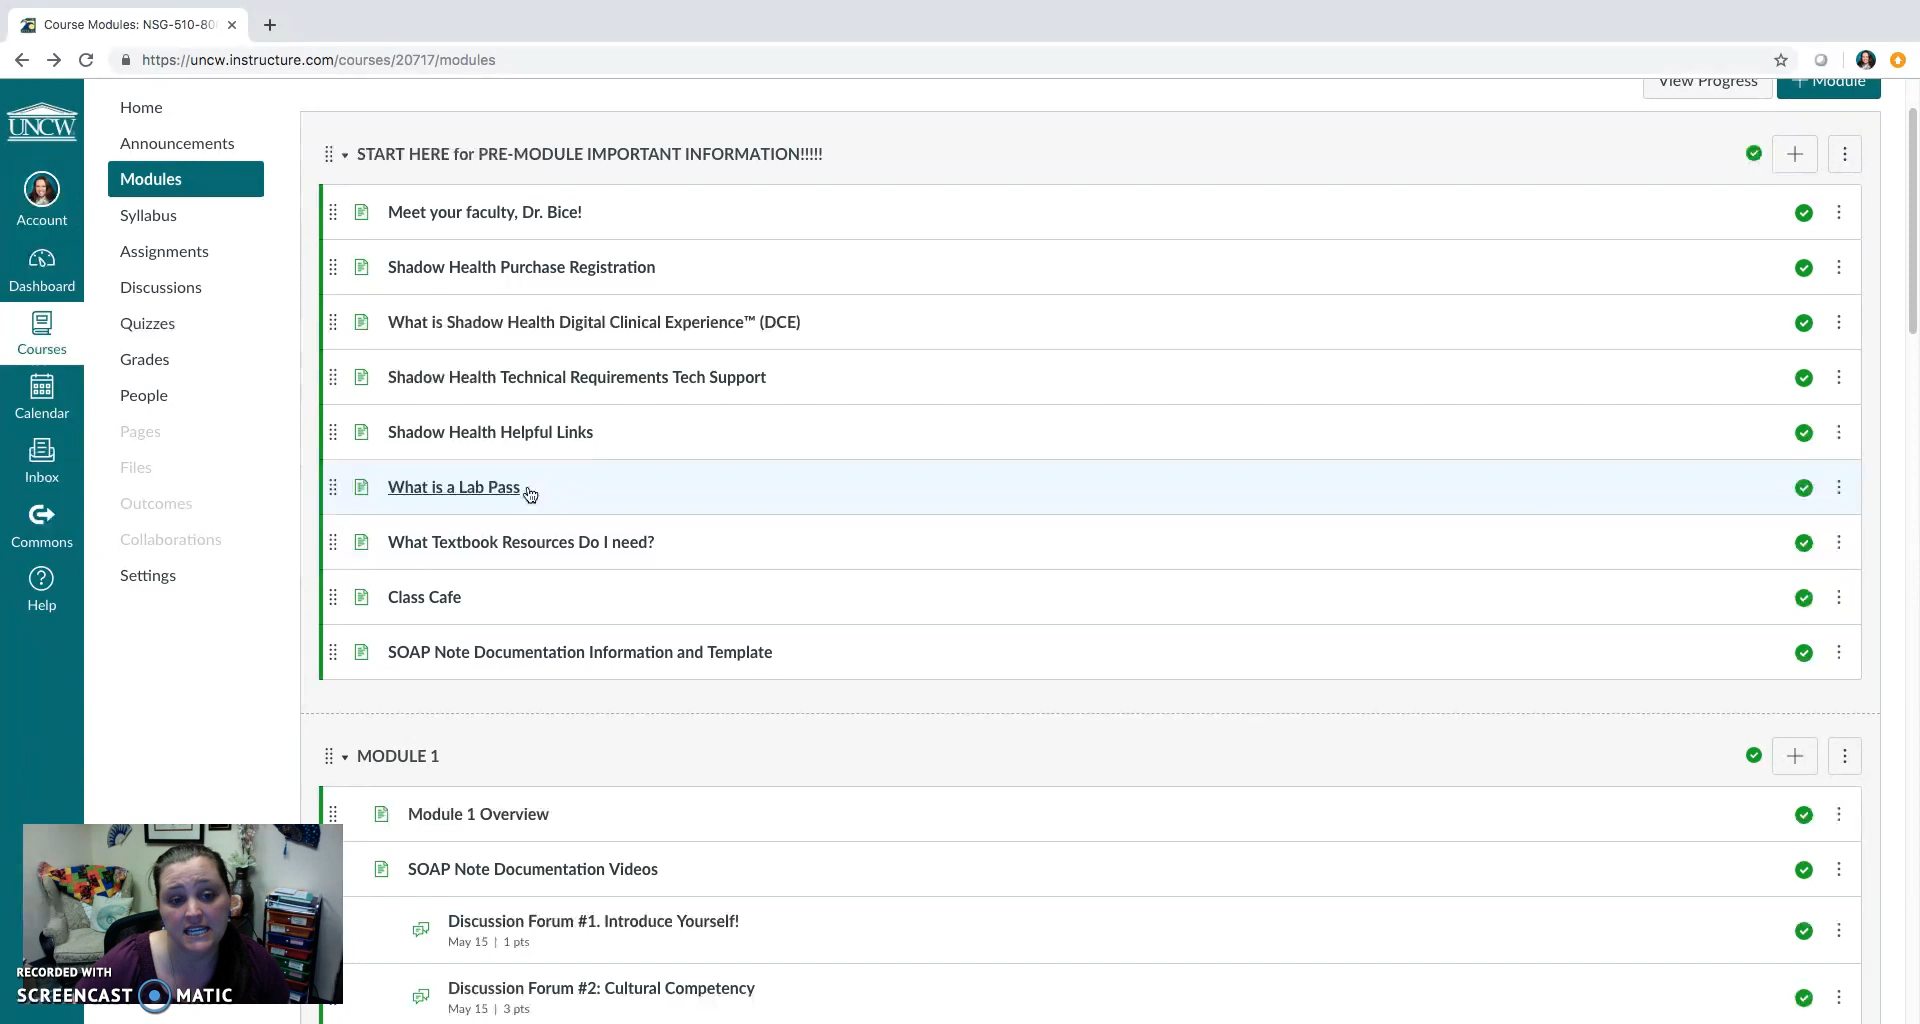 Course Modules: NSG-510-80
https://uncw.instructure.com/courses/20717/modules
View Progress
+ Module
UNCW
Account
Dashboard
Courses
Calendar
Inbox
Commons
Help
Home
Announcements
Modules
Syllabus
Assignments
Discussions
Quizzes
Grades
People
Pages
Files
Outcomes
Collaborations
Settings
START HERE for PRE-MODULE IMPORTANT INFORMATION!!!!!
Meet your faculty, Dr. Bice!
Shadow Health Purchase Registration
What is Shadow Health Digital Clinical Experience™ (DCE)
Shadow Health Technical Requirements Tech Support
Shadow Health Helpful Links
What is a Lab Pass
What Textbook Resources Do I need?
Class Cafe
SOAP Note Documentation Information and Template
MODULE 1
Module 1 Overview
SOAP Note Documentation Videos
Discussion Forum #1. Introduce Yourself!
May 15 | 1 pts
Discussion Forum #2: Cultural Competency
May 15 | 3 pts
RECORDED WITH
SCREENCAST MATIC